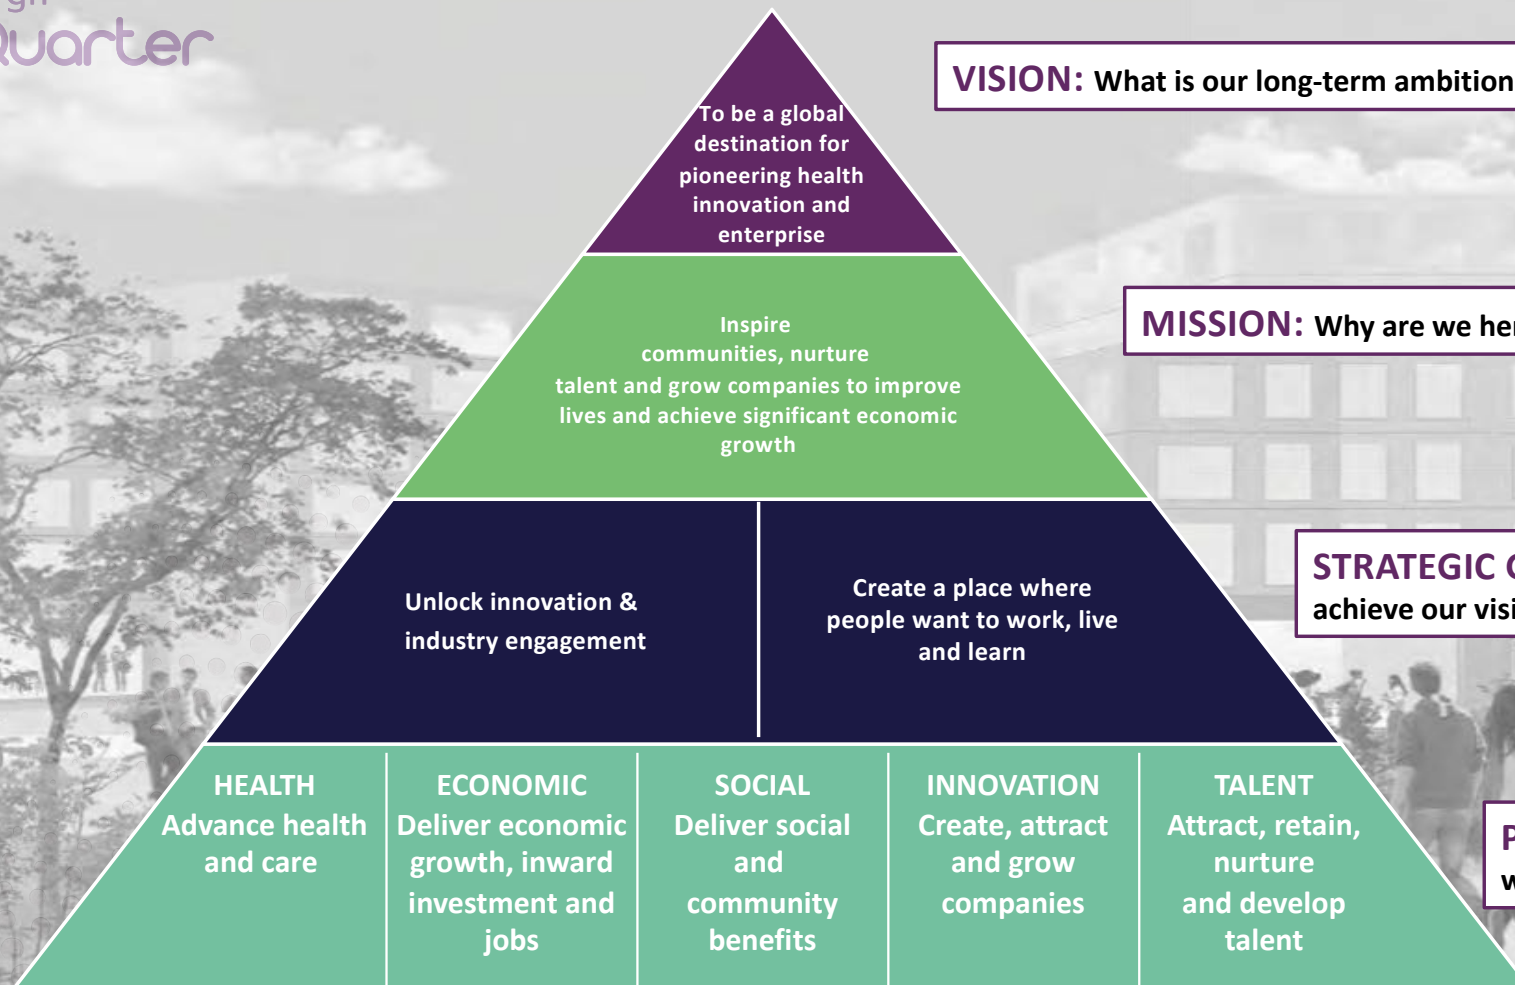 Quarter
VISION: What is our long-term ambition
To be a global
destination for
pioneering health
innovation and
enterprise
MISSION: Why are we
Inspire
communities, nurture
talent and grow companies to improve
lives and achieve significant economic
growth
STRATEGIC
achieve our
Unlock innovation &
industry engagement
Create a place where
people want to work, live
and learn
HEALTH
Advance health
and care
ECONOMIC
Deliver economic
growth, inward
investment and
jobs
SOCIAL
Deliver social
and
community
benefits
INNOVATION
Create, attract
and grow
companies
TALENT
Attract, retain,
nurture
and develop
talent